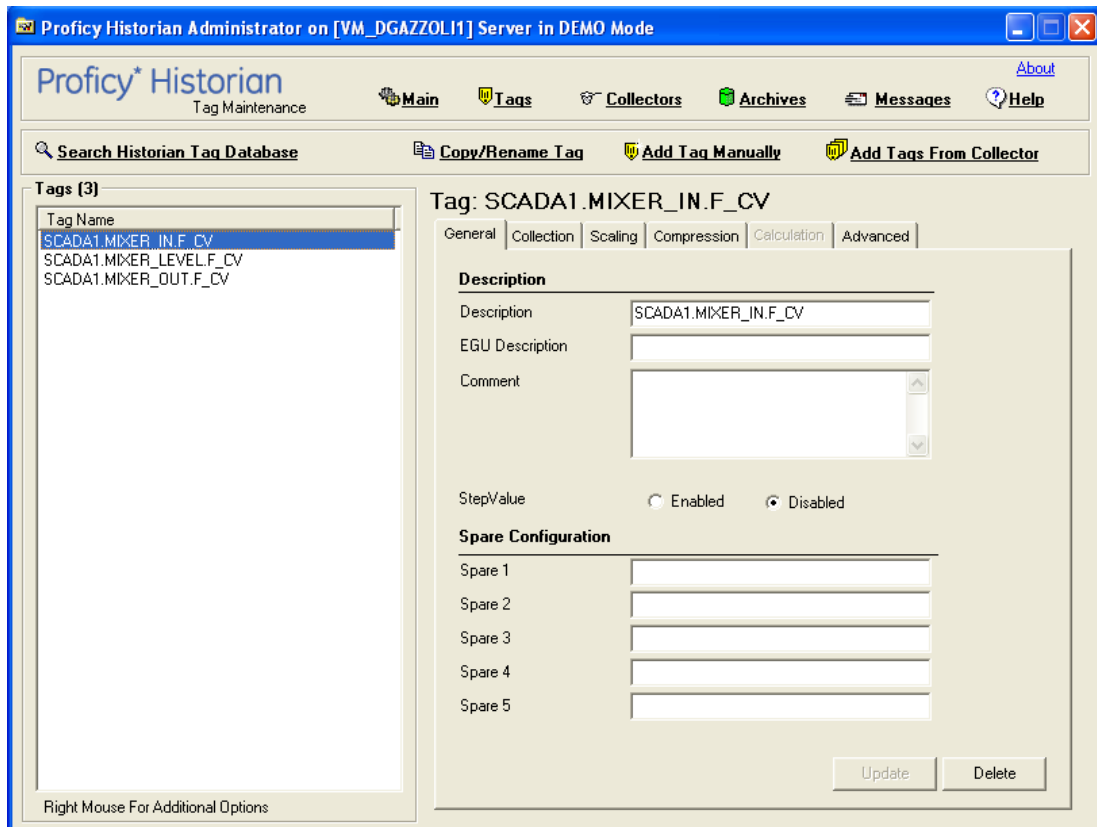 Proficy Historian Administrator on [VM_DGAZZOLI1] Server in DEMO Mode
About
Proficy* Historian
Tag Maintenance
Main Tags Collectors Archives Messages Help
Search Historian Tag Database Copy/Rename Tag Add Tag Manually Add Tags From Collector
Tags (3)
Tag Name
SCADA1.MIXER_IN.F_CV
SCADA1.MIXER_LEVEL.F_CV
SCADA1.MIXER_OUT.F_CV
Right Mouse For Additional Options
Tag: SCADA1.MIXER_IN.F_CV
General Collection Scaling Compression Calculation Advanced
Description
Description SCADA1.MIXER_IN.F_CV
EGU Description
Comment
StepValue Enabled Disabled
Spare Configuration
Spare 1
Spare 2
Spare 3
Spare 4
Spare 5
Update Delete